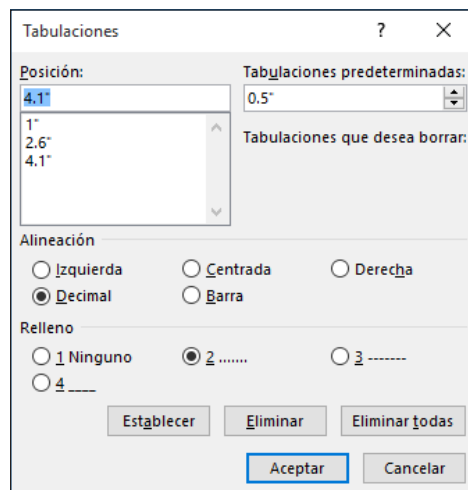 Tabulaciones ? X
Posición: Tabulaciones predeterminadas:
4.1" 0.5"
1" Tabulaciones que desea borrar:
2.6"
4.1"
Alineación
Izquierda Centrada Derecha
Decimal Barra
Relleno
1 Ninguno 2 ....... 3 -------
4 ____
Establecer Eliminar Eliminar todas
Aceptar Cancelar